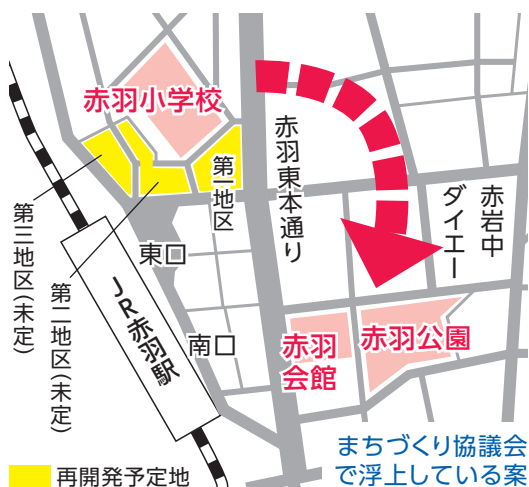 赤羽小学校
第一地区
赤羽東本通り
赤岩中
ダイエー
第三地区(未定)
第二地区(未定)
東口
JR赤羽駅
南口
赤羽
会館
赤羽公園
再開発予定地
まちづくり協議会
で浮上している案